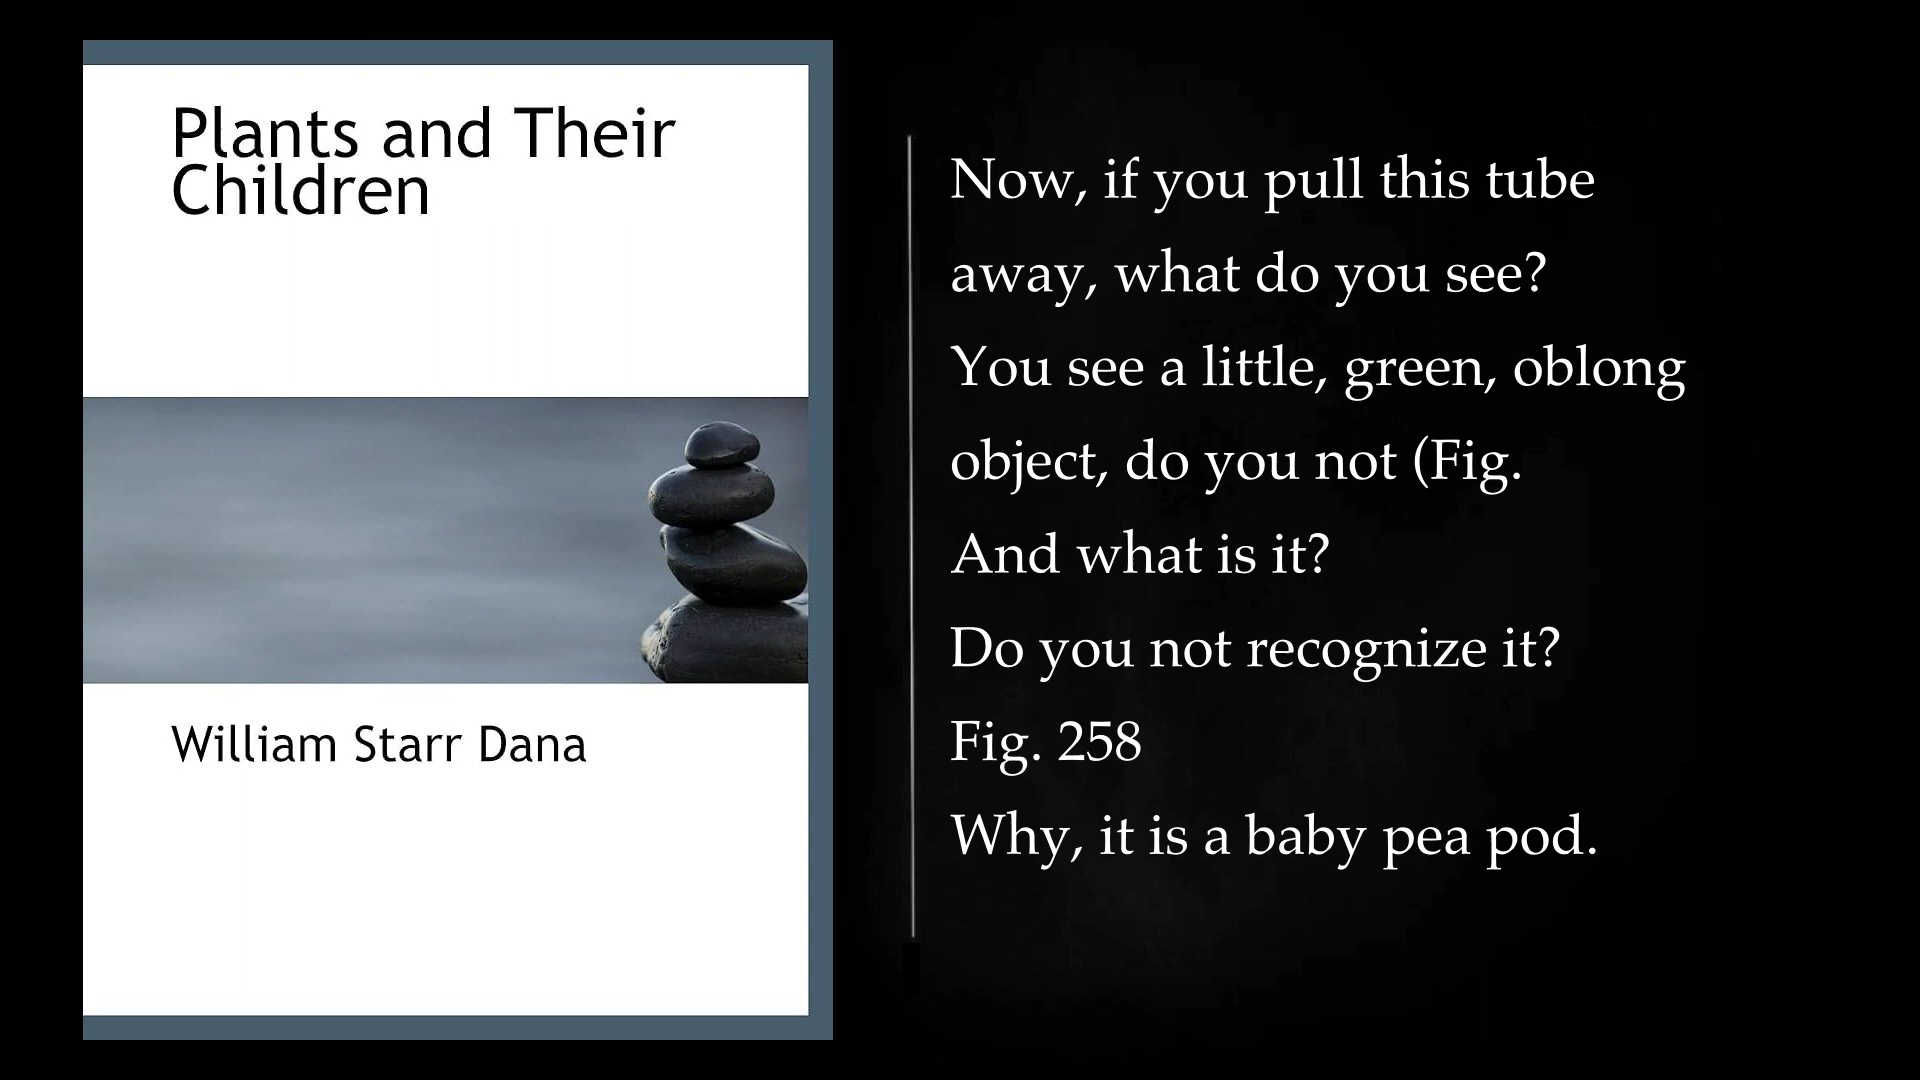 Plants and Their
Children
William Starr Dana
Now, if you pull this tube
away, what do you see?
You see a little, green, oblong
object, do you not (Fig.
And what is it?
Do you not recognize it?
Fig. 258
Why, it is a baby pea pod.